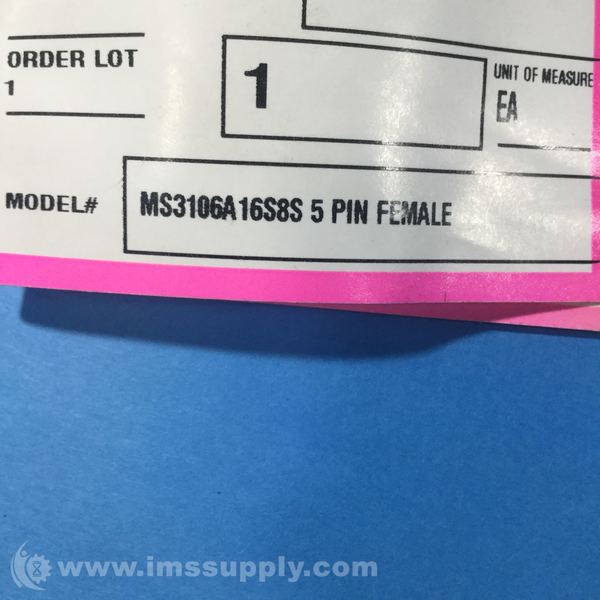 ORDER LOT
1
1
UNIT OF MEASURE
EA
MODEL#
MS3106A16S8S 5 PIN FEMALE
www.imssupply.com